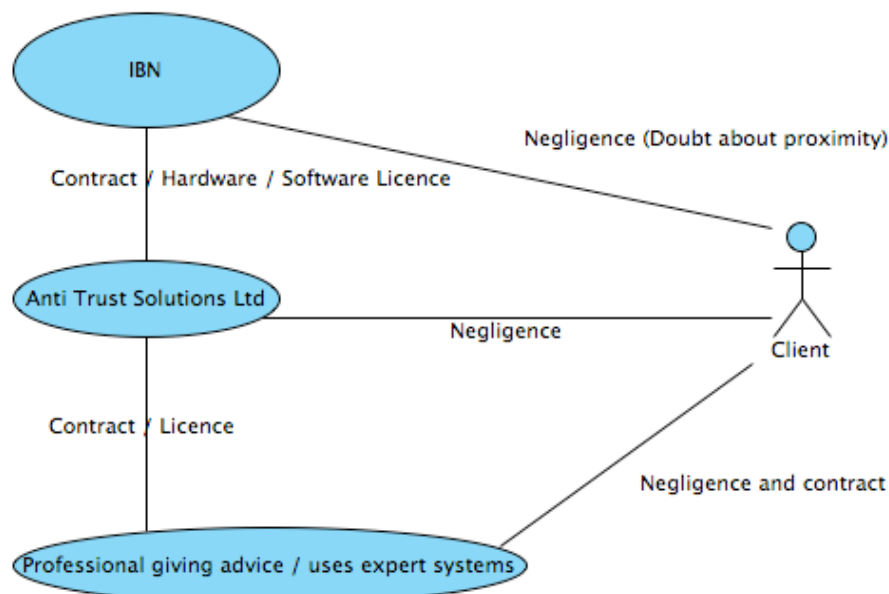 IBN
Negligence (Doubt about proximity)
Contract / Hardware / Software Licence
Anti Trust Solutions Ltd
Negligence
Client
Contract / Licence
Negligence and contract
Professional giving advice / uses expert systems